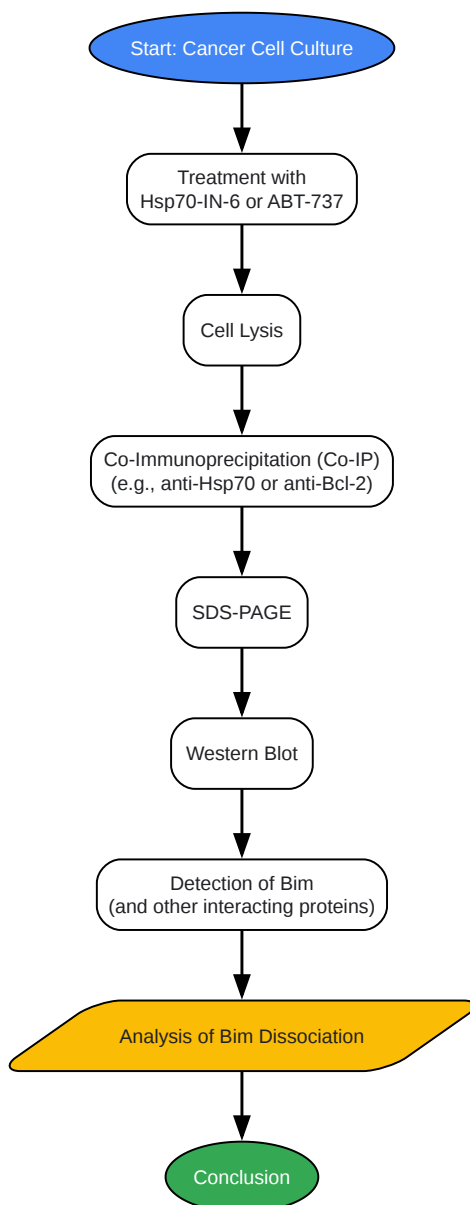 Start: Cancer Cell Culture
Treatment with
Hsp70-IN-6 or ABT-737
Cell Lysis
Co-Immunoprecipitation (Co-IP)
(e.g., anti-Hsp70 or anti-Bcl-2)
SDS-PAGE
Western Blot
Detection of Bim
(and other interacting proteins)
Analysis of Bim Dissociation
Conclusion